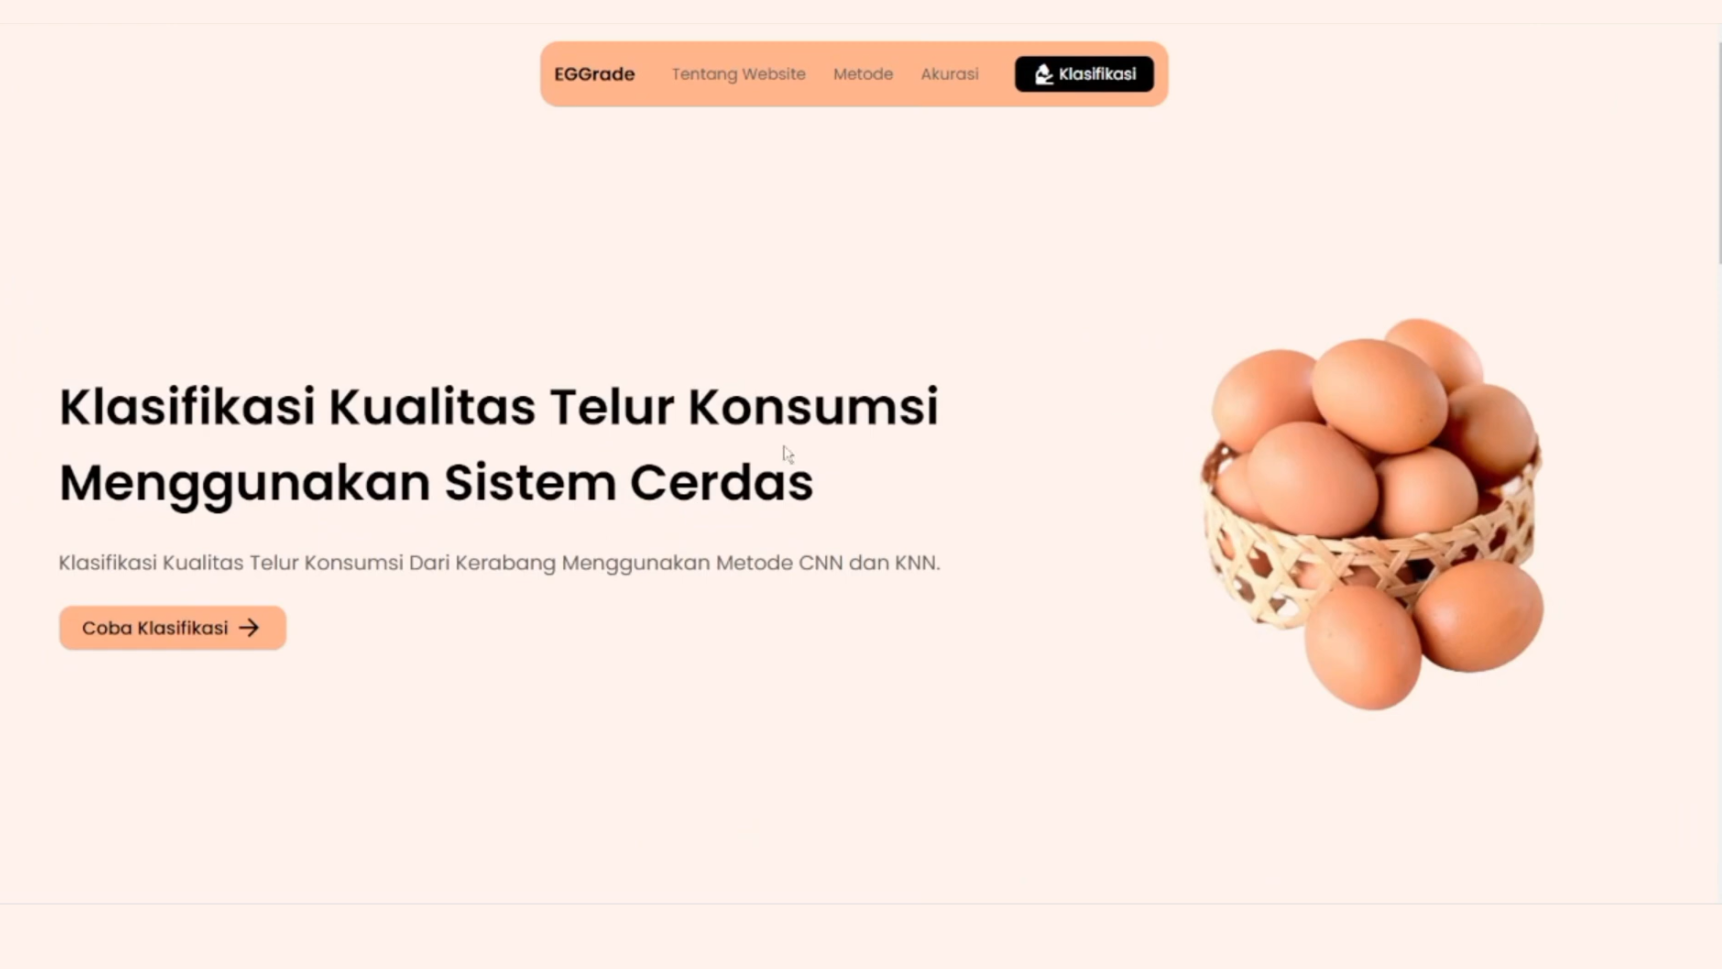 EGGrade
Tentang Website
Metode
Akurasi
Klasifikasi
Klasifikasi Kualitas Telur Konsumsi
Menggunakan Sistem Cerdas
Klasifikasi Kualitas Telur Konsumsi Dari Kerabang Menggunakan Metode CNN dan KNN.
Coba Klasifikasi